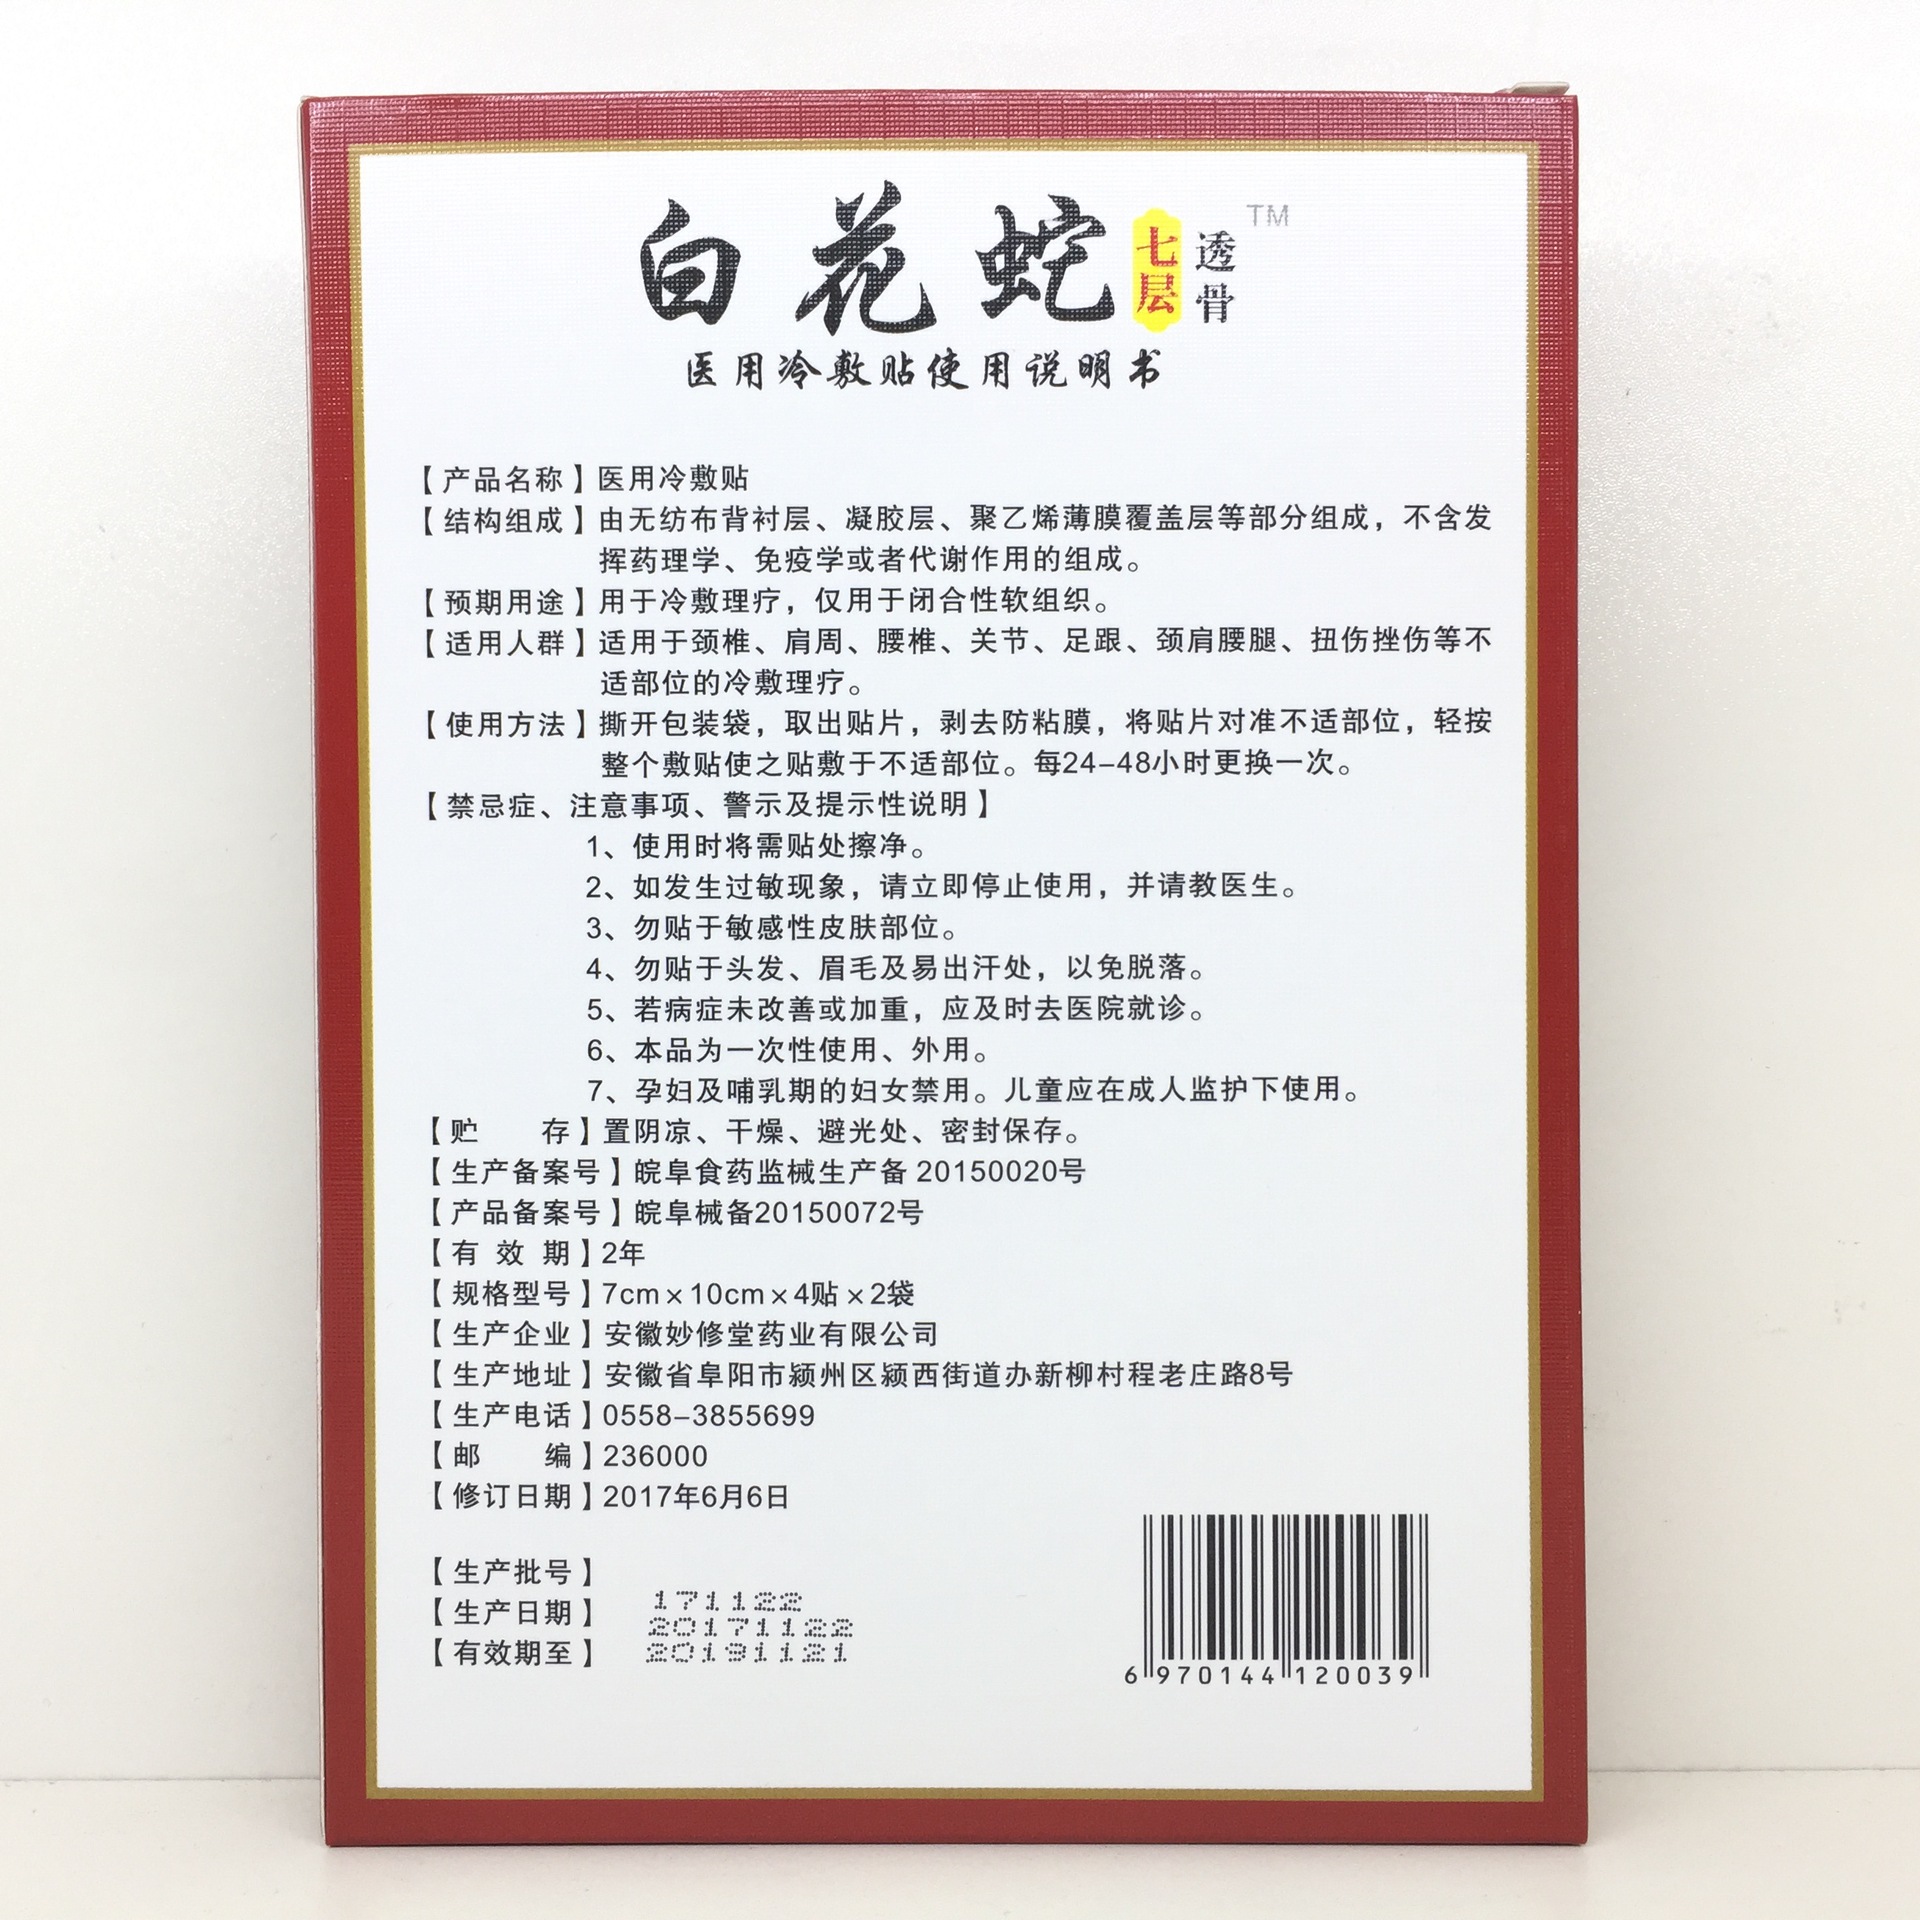 白花蛇 七层 透骨 TM
医用冷敷贴使用说明书
【产品名称】医用冷敷贴
【结构组成】由无纺布背衬层、凝胶层、聚乙烯薄膜覆盖层等部分组成，不含发
挥药理学、免疫学或者代谢作用的组成。
【预期用途】用于冷敷理疗，仅用于闭合性软组织。
【适用人群】适用于颈椎、肩周、腰椎、关节、足跟、颈肩腰腿、扭伤挫伤等不
适部位的冷敷理疗。
【使用方法】撕开包装袋，取出贴片，剥去防粘膜，将贴片对准不适部位，轻按
整个敷贴使之贴敷于不适部位。每24-48小时更换一次。
【禁忌症、注意事项、警示及提示性说明】
1、使用时将需贴处擦净。
2、如发生过敏现象，请立即停止使用，并请教医生。
3、勿贴于敏感性皮肤部位。
4、勿贴于头发、眉毛及易出汗处，以免脱落。
5、若病症未改善或加重，应及时去医院就诊。
6、本品为一次性使用、外用。
7、孕妇及哺乳期的妇女禁用。儿童应在成人监护下使用。
【贮 存】置阴凉、干燥、避光处、密封保存。
【生产备案号】皖阜食药监械生产备 20150020号
【产品备案号】皖阜械备20150072号
【有 效 期】2年
【规格型号】7cm×10cm×4贴×2袋
【生产企业】安徽妙修堂药业有限公司
【生产地址】安徽省阜阳市颍州区颍西街道办新柳村程老庄路8号
【生产电话】0558-3855699
【邮 编】236000
【修订日期】2017年6月6日
【生产批号】171122
【生产日期】20171122
【有效期至】20191121
6 970144 120039